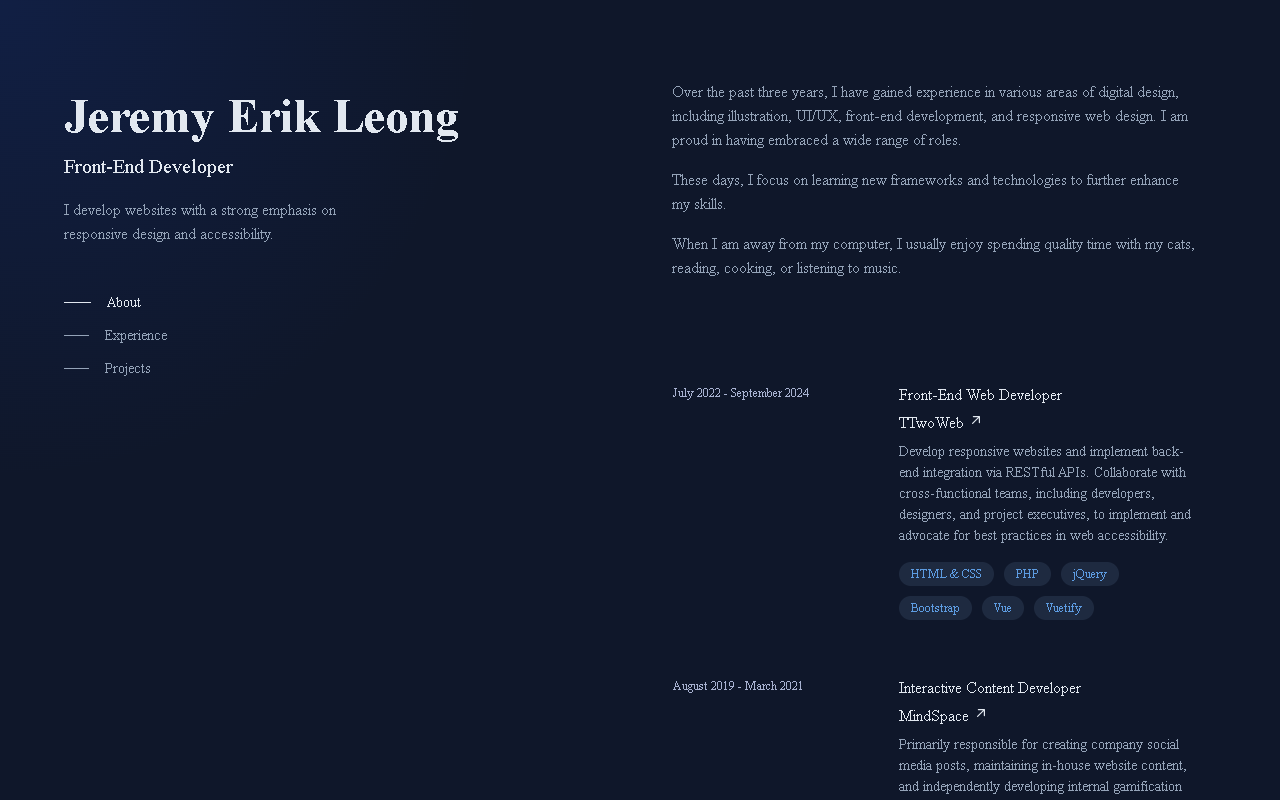 Jeremy Erik Leong
Front-End Developer
I develop websites with a strong emphasis on
responsive design and accessibility.
About
Experience
Projects
Over the past three years, I have gained experience in various areas of digital design,
including illustration, UI/UX, front-end development, and responsive web design. I am
proud in having embraced a wide range of roles.
These days, I focus on learning new frameworks and technologies to further enhance
my skills.
When I am away from my computer, I usually enjoy spending quality time with my cats,
reading, cooking, or listening to music.
July 2022 - September 2024
Front-End Web Developer
TTwoWeb
Develop responsive websites and implement back-
end integration via RESTful APIs. Collaborate with
cross-functional teams, including developers,
designers, and project executives, to implement and
advocate for best practices in web accessibility.
HTML & CSS PHP jQuery
Bootstrap Vue Vuetify
August 2019 - March 2021
Interactive Content Developer
MindSpace
Primarily responsible for creating company social
media posts, maintaining in-house website content,
and independently developing internal gamification